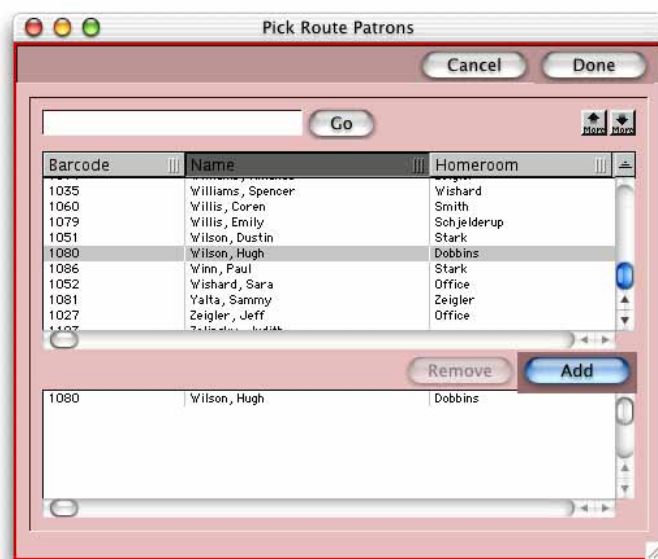 Pick Route Patrons
Cancel Done
Go
More More
Barcode Name Homeroom
1035 Williams, Spencer Wishard
1060 Willis, Coren Smith
1079 Willis, Emily Schjelderup
1051 Wilson, Dustin Stark
1080 Wilson, Hugh Dobbins
1086 Winn, Paul Stark
1052 Wishard, Sara Office
1081 Yalta, Sammy Zeigler
1027 Zeigler, Jeff Office
Remove Add
1080 Wilson, Hugh Dobbins